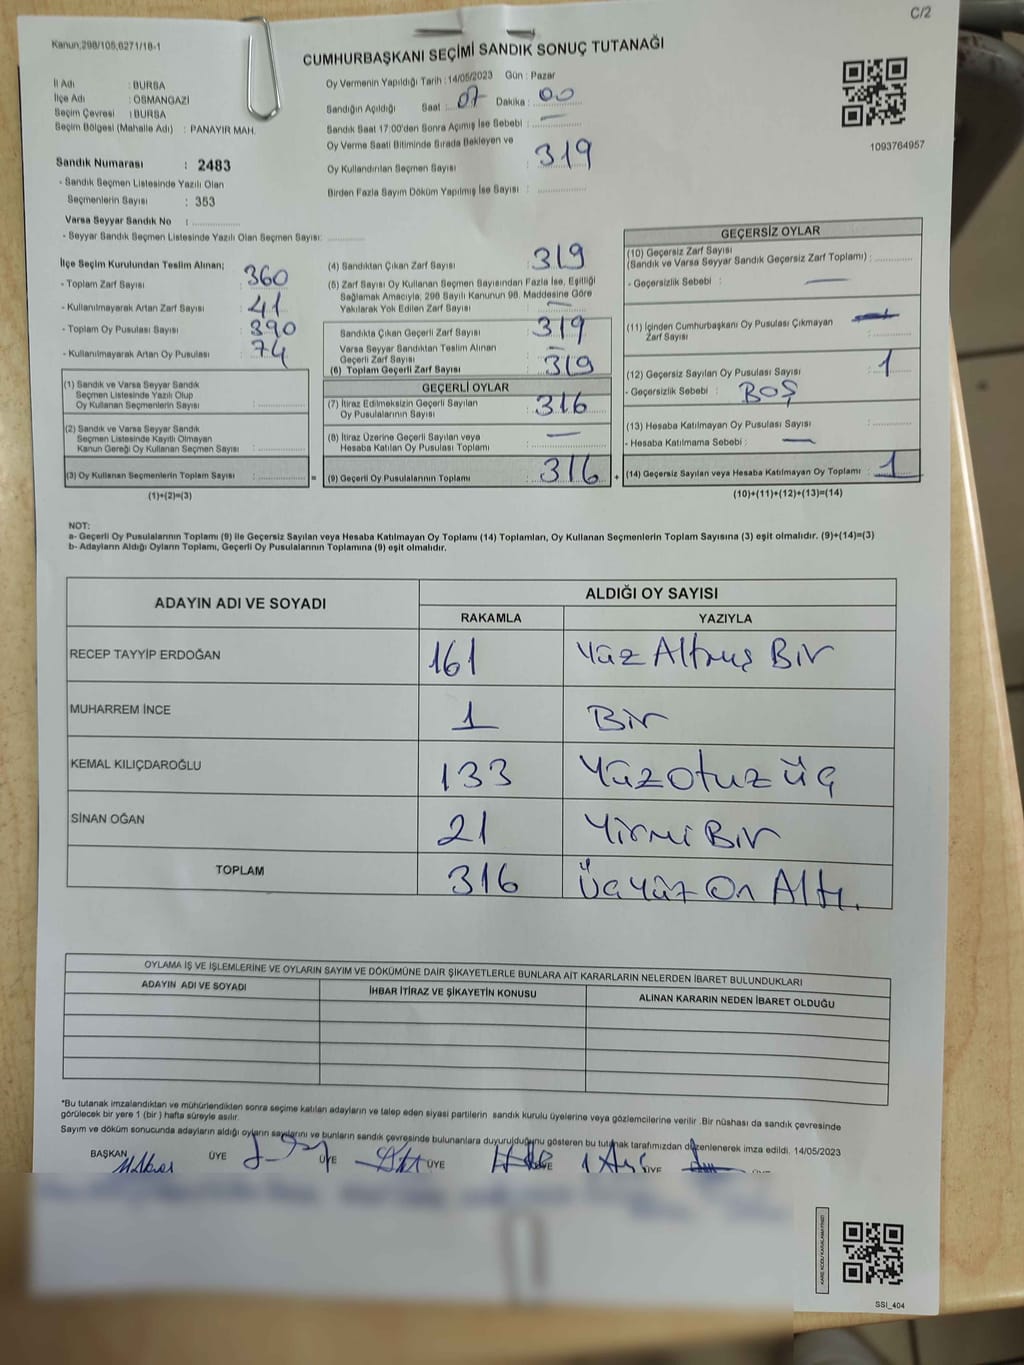 C/2
Kanun;298/105,6271/18-1
CUMHURBAŞKANI SEÇİMİ SANDIK SONUÇ TUTANAĞI
İl Adı : BURSA
İlçe Adı : OSMANGAZİ
Seçim Çevresi : BURSA
Seçim Bölgesi (Mahalle Adı) : PANAYIR MAH.
Sandık Numarası : 2483
- Sandık Seçmen Listesinde Yazılı Olan
Seçmenlerin Sayısı : 353
Varsa Seyyar Sandık No :
- Seyyar Sandık Seçmen Listesinde Yazılı Olan Seçmen Sayısı:
Oy Vermenin Yapıldığı Tarih : 14/05/2023 Gün : Pazar
Sandığın Açıldığı Saat : 07 Dakika : 00
Sandık Saat 17:00'den Sonra Açılmış İse Sebebi : —
Oy Verme Saati Bitiminde Sırada Bekleyen ve
Oy Kullandırılan Seçmen Sayısı : 319
Birden Fazla Sayım Döküm Yapılmış İse Sayısı :
1093764957
İlçe Seçim Kurulundan Teslim Alınan;
- Toplam Zarf Sayısı : 360
- Kullanılmayarak Artan Zarf Sayısı : 41
- Toplam Oy Pusulası Sayısı : 390
- Kullanılmayarak Artan Oy Pusulası : 74
(1) Sandık ve Varsa Seyyar Sandık
Seçmen Listesinde Yazılı Olup
Oy Kullanan Seçmenlerin Sayısı :
(2) Sandık ve Varsa Seyyar Sandık
Seçmen Listesinde Kayıtlı Olmayan
Kanun Gereği Oy Kullanan Seçmen Sayısı :
(3) Oy Kullanan Seçmenlerin Toplam Sayısı : =
(1)+(2)=(3)
(4) Sandıktan Çıkan Zarf Sayısı : 319
(5) Zarf Sayısı Oy Kullanan Seçmen Sayısından Fazla İse, Eşitliği
Sağlamak Amacıyla, 298 Sayılı Kanunun 98. Maddesine Göre
Yakılarak Yok Edilen Zarf Sayısı : —
Sandıkta Çıkan Geçerli Zarf Sayısı : 319
Varsa Seyyar Sandıktan Teslim Alınan
Geçerli Zarf Sayısı : —
(6) Toplam Geçerli Zarf Sayısı : 319
GEÇERLİ OYLAR
(7) İtiraz Edilmeksizin Geçerli Sayılan
Oy Pusulalarının Sayısı : 316
(8) İtiraz Üzerine Geçerli Sayılan veya
Hesaba Katılan Oy Pusulası Toplamı : —
(9) Geçerli Oy Pusulalarının Toplamı : 316 +
GEÇERSİZ OYLAR
(10) Geçersiz Zarf Sayısı
(Sandık ve Varsa Seyyar Sandık Geçersiz Zarf Toplamı) :
- Geçersizlik Sebebi : —
(11) İçinden Cumhurbaşkanı Oy Pusulası Çıkmayan
Zarf Sayısı :
(12) Geçersiz Sayılan Oy Pusulası Sayısı : 1
- Geçersizlik Sebebi : BOŞ
(13) Hesaba Katılmayan Oy Pusulası Sayısı :
- Hesaba Katılmama Sebebi : —
(14) Geçersiz Sayılan veya Hesaba Katılmayan Oy Toplamı : 1
(10)+(11)+(12)+(13)=(14)
NOT:
a- Geçerli Oy Pusulalarının Toplamı (9) ile Geçersiz Sayılan veya Hesaba Katılmayan Oy Toplamı (14) Toplamları, Oy Kullanan Seçmenlerin Toplam Sayısına (3) eşit olmalıdır. (9)+(14)=(3)
b- Adayların Aldığı Oyların Toplamı, Geçerli Oy Pusulalarının Toplamına (9) eşit olmalıdır.
ADAYIN ADI VE SOYADI
ALDIĞI OY SAYISI
RAKAMLA YAZIYLA
RECEP TAYYİP ERDOĞAN 161 Yüz Altmış Bir
MUHARREM İNCE 1 Bir
KEMAL KILIÇDAROĞLU 133 Yüzotuz üç
SİNAN OĞAN 21 Yirmi Bir
TOPLAM 316 Üçyüz On Altı.
OYLAMA İŞ VE İŞLEMLERİNE VE OYLARIN SAYIM VE DÖKÜMÜNE DAİR ŞİKAYETLERLE BUNLARA AİT KARARLARIN NELERDEN İBARET BULUNDUKLARI
ADAYIN ADI VE SOYADI İHBAR İTİRAZ VE ŞİKAYETİN KONUSU ALINAN KARARIN NEDEN İBARET OLDUĞU
*Bu tutanak imzalandıktan ve mühürlendikten sonra seçime katılan adayların ve talep eden siyasi partilerin sandık kurulu üyelerine veya gözlemcilerine verilir. Bir nüshası da sandık çevresinde
görülecek bir yere 1 (bir) hafta süreyle asılır.
Sayım ve döküm sonucunda adayların aldığı oyların sayılarını ve bunların sandık çevresinde bulunanlara duyurulduğunu gösteren bu tutanak tarafımızdan düzenlenerek imza edildi. 14/05/2023
BAŞKAN ÜYE ÜYE ÜYE ÜYE ÜYE
SSI_404